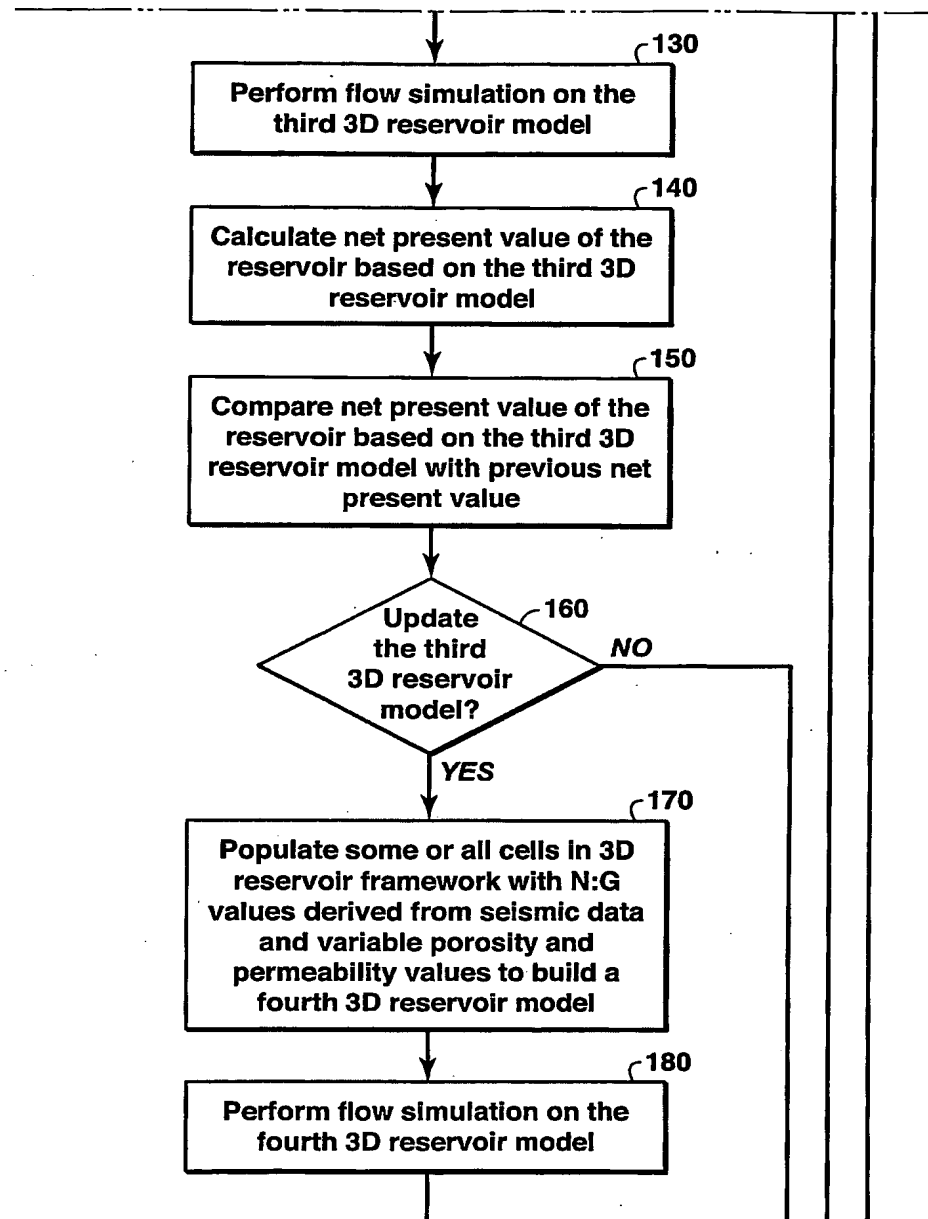 130
Perform flow simulation on the
third 3D reservoir model
140
Calculate net present value of the
reservoir based on the third 3D
reservoir model
150
Compare net present value of the
reservoir based on the third 3D
reservoir model with previous net
present value
160
Update
the third
3D reservoir
model?
NO
YES
170
Populate some or all cells in 3D
reservoir framework with N:G
values derived from seismic data
and variable porosity and
permeability values to build a
fourth 3D reservoir model
180
Perform flow simulation on the
fourth 3D reservoir model